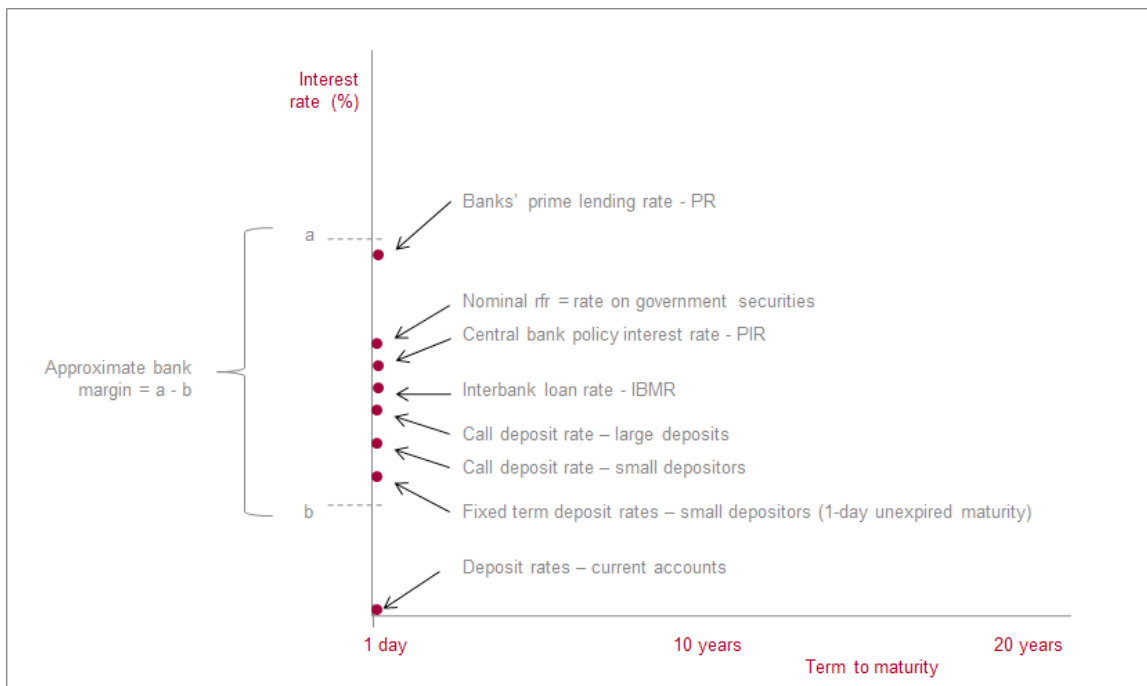 Interest
rate (%)
Banks' prime lending rate - PR
a
Nominal rfr = rate on government securities
Central bank policy interest rate - PIR
Approximate bank
margin = a - b
Interbank loan rate - IBMR
Call deposit rate – large deposits
Call deposit rate – small depositors
b
Fixed term deposit rates – small depositors (1-day unexpired maturity)
Deposit rates – current accounts
1 day
10 years
20 years
Term to maturity